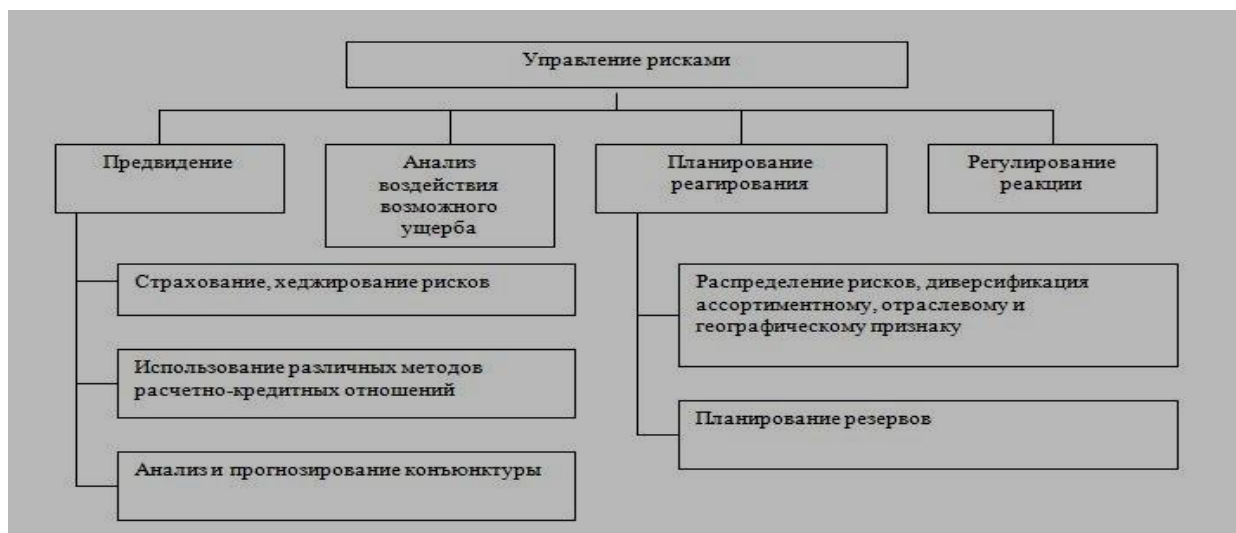 Управление рисками
Предвидение
Анализ
воздействия
возможного
ущерба
Планирование
реагирования
Регулирование
реакции
Страхование, хеджирование рисков
Использование различных методов
расчетно-кредитных отношений
Анализ и прогнозирование конъюнктуры
Распределение рисков, диверсификация
ассортиментному, отраслевому и
географическому признаку
Планирование резервов